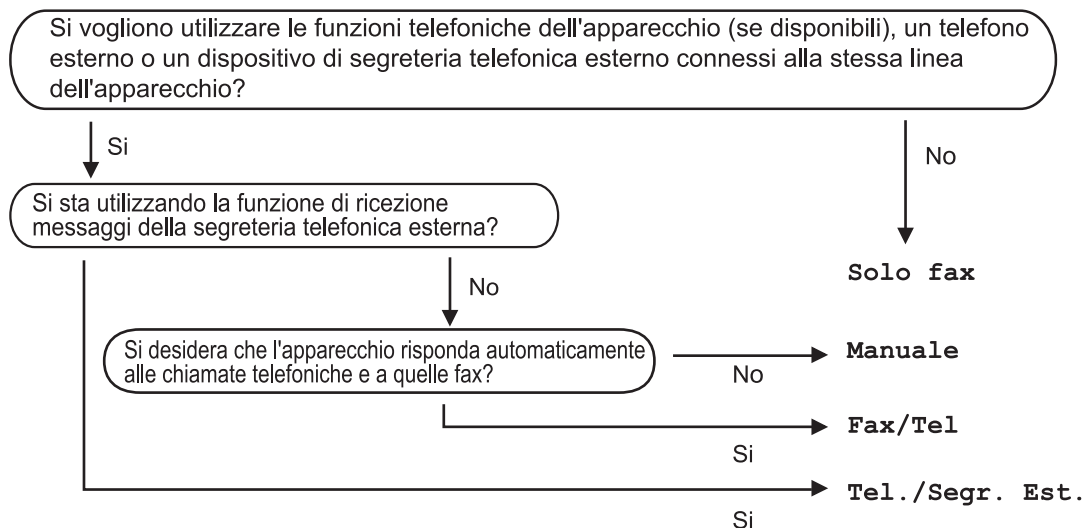 Si vogliono utilizzare le funzioni telefoniche dell'apparecchio (se disponibili), un telefono
esterno o un dispositivo di segreteria telefonica esterno connessi alla stessa linea
dell'apparecchio?
Si
No
Si sta utilizzando la funzione di ricezione
messaggi della segreteria telefonica esterna?
Solo fax
No
Si desidera che l'apparecchio risponda automaticamente
alle chiamate telefoniche e a quelle fax?
Manuale
No
Fax/Tel
Si
Tel./Segr. Est.
Si